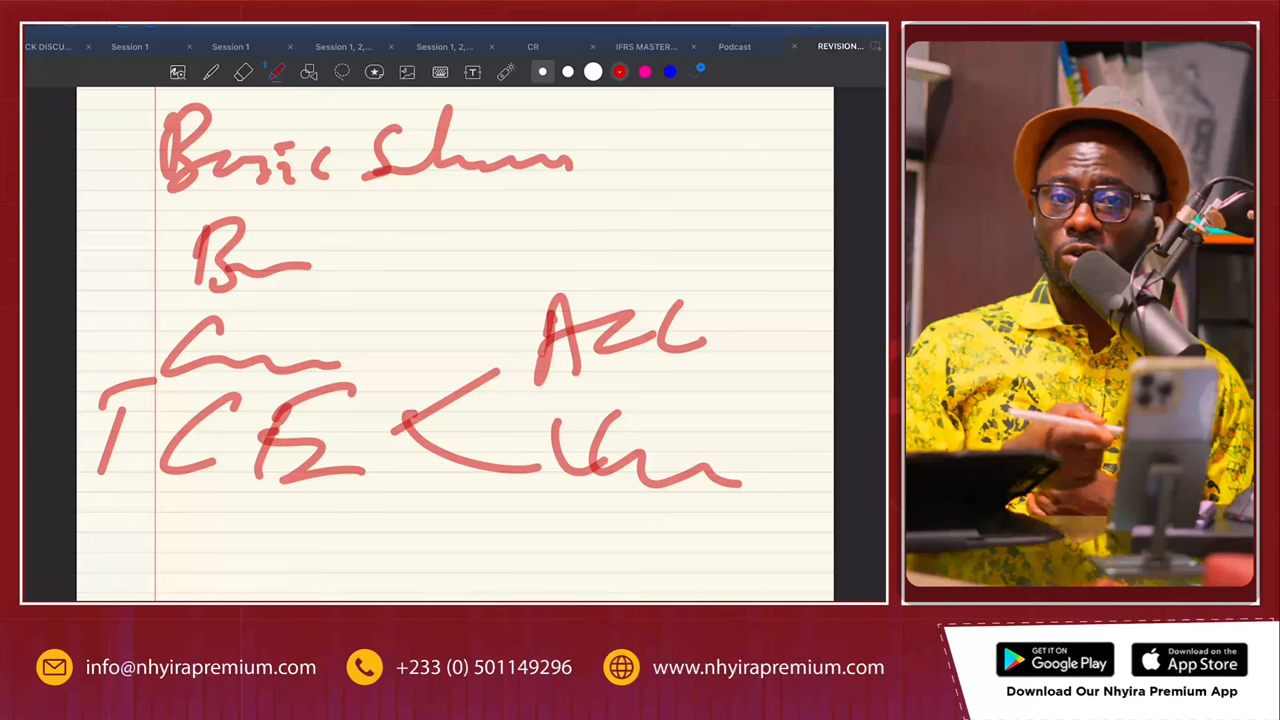 CK DISCU...
Session 1
Session 1
Session 1, 2,...
Session 1, 2,...
CR
IFRS MASTER...
Podcast
REVISION...
Basic
B
TCE
Acc
info@nhyirapremium.com
+233 (0) 501149296
www.nhyirapremium.com
GET IT ON
Google Play
Download on the
App Store
Download Our Nhyira Premium App